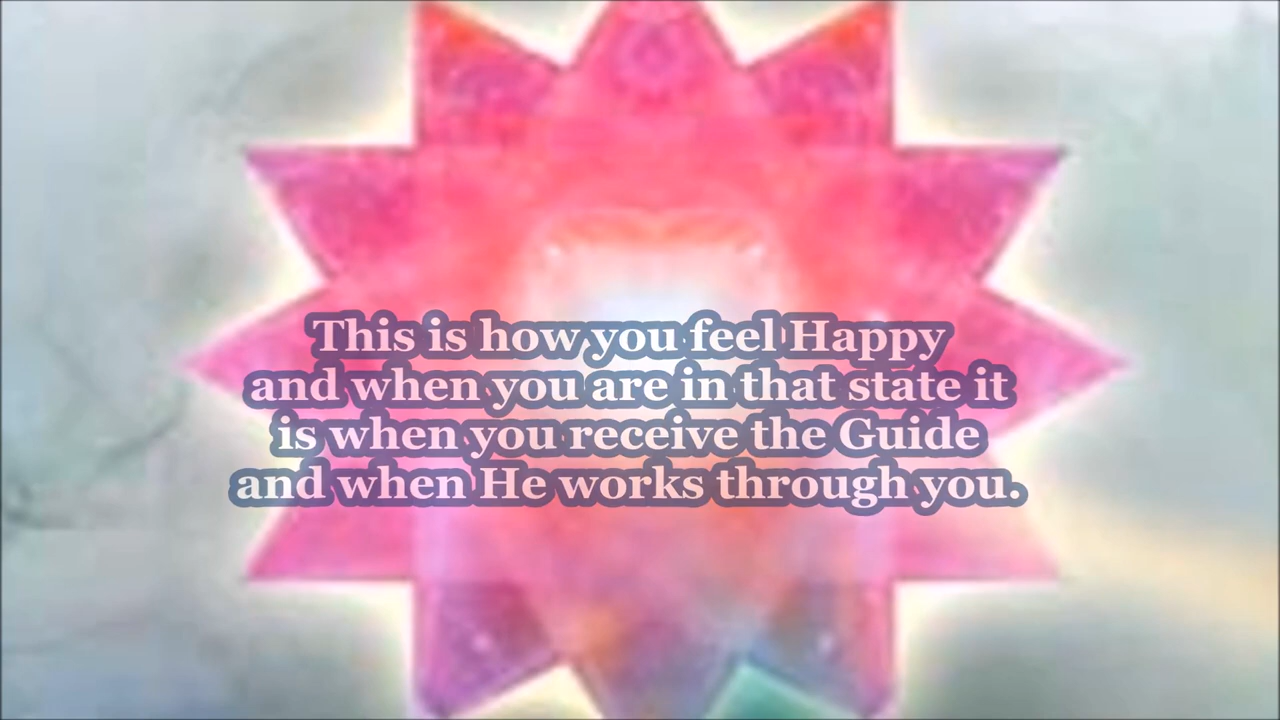 This is how you feel Happy
and when you are in that state it
is when you receive the Guide
and when He works through you.